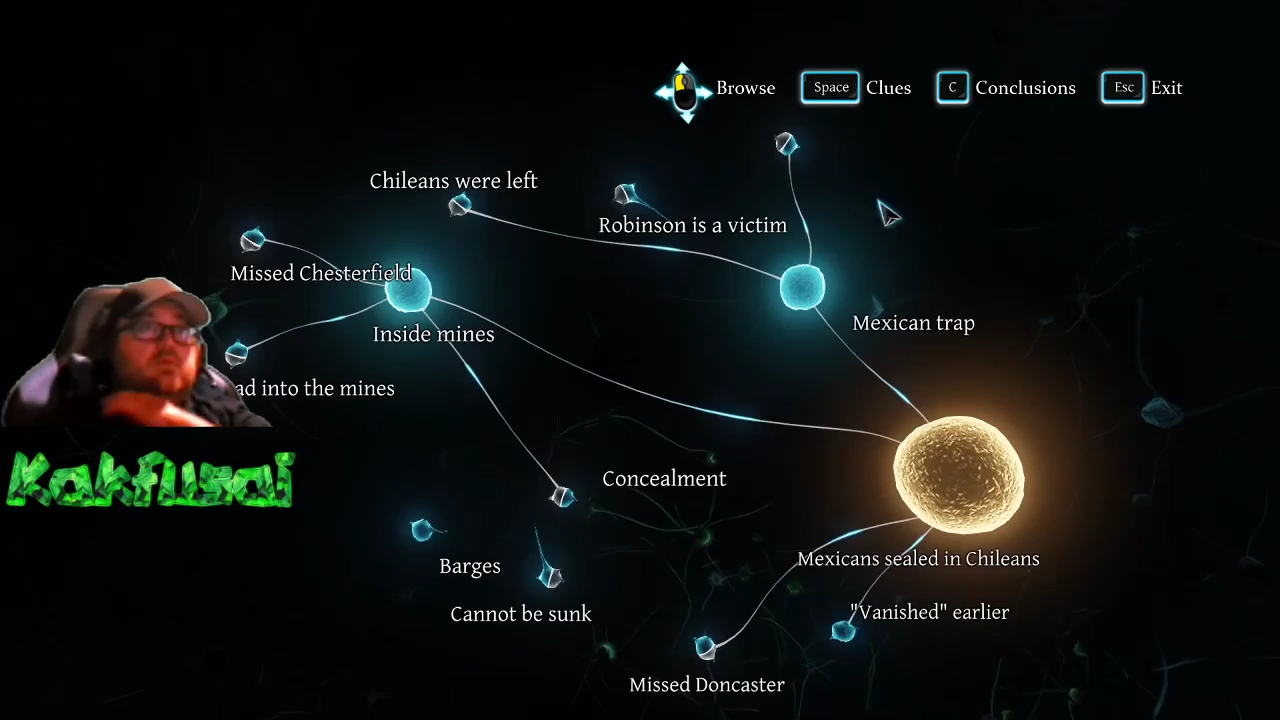 Browse
Space
Clues
C
Conclusions
Esc
Exit
Chileans were left
Robinson is a victim
Missed Chesterfield
Mexican trap
Inside mines
ad into the mines
Concealment
Kakfusai
Mexicans sealed in Chileans
Barges
"Vanished" earlier
Cannot be sunk
Missed Doncaster